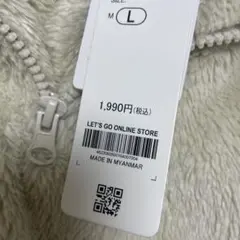 M L
1,990円(税込)
LET'S GO ONLINE STORE
MADE IN MYANMAR